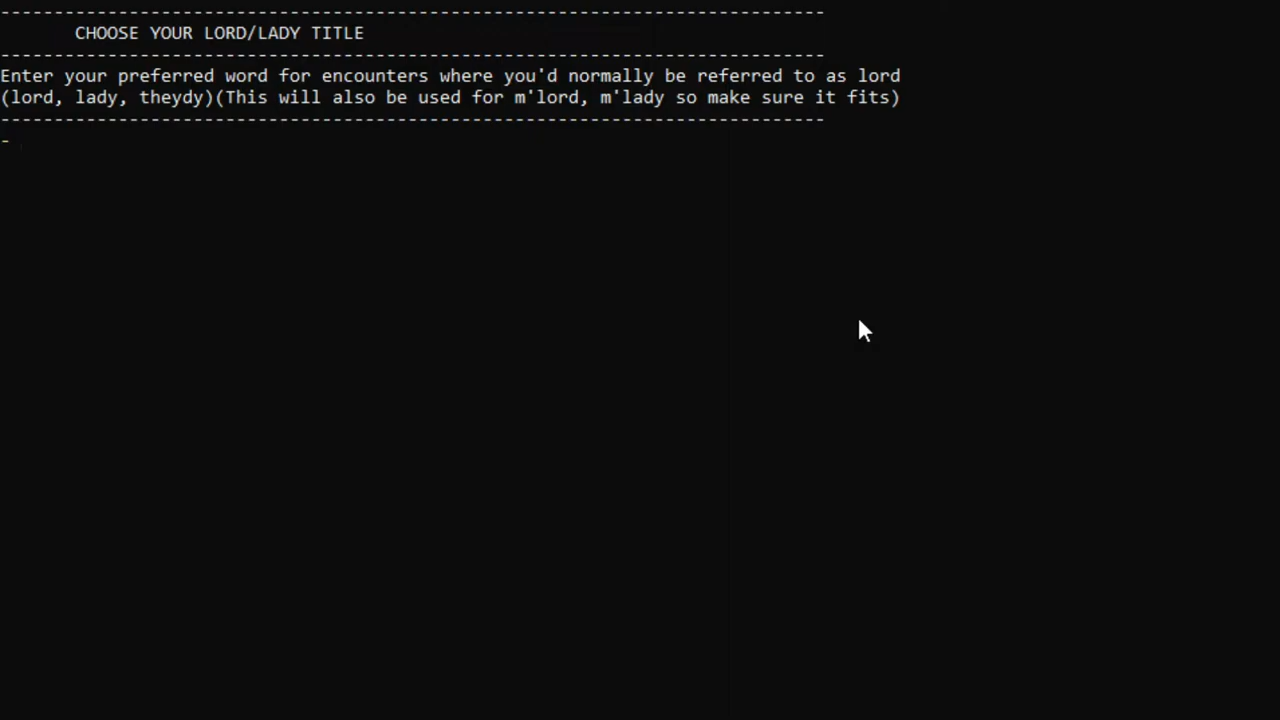 -----------------------------------------------------------------------------
CHOOSE YOUR LORD/LADY TITLE
-----------------------------------------------------------------------------
Enter your preferred word for encounters where you'd normally be referred to as lord
(lord, lady, theydy)(This will also be used for m'lord, m'lady so make sure it fits)
-----------------------------------------------------------------------------
-